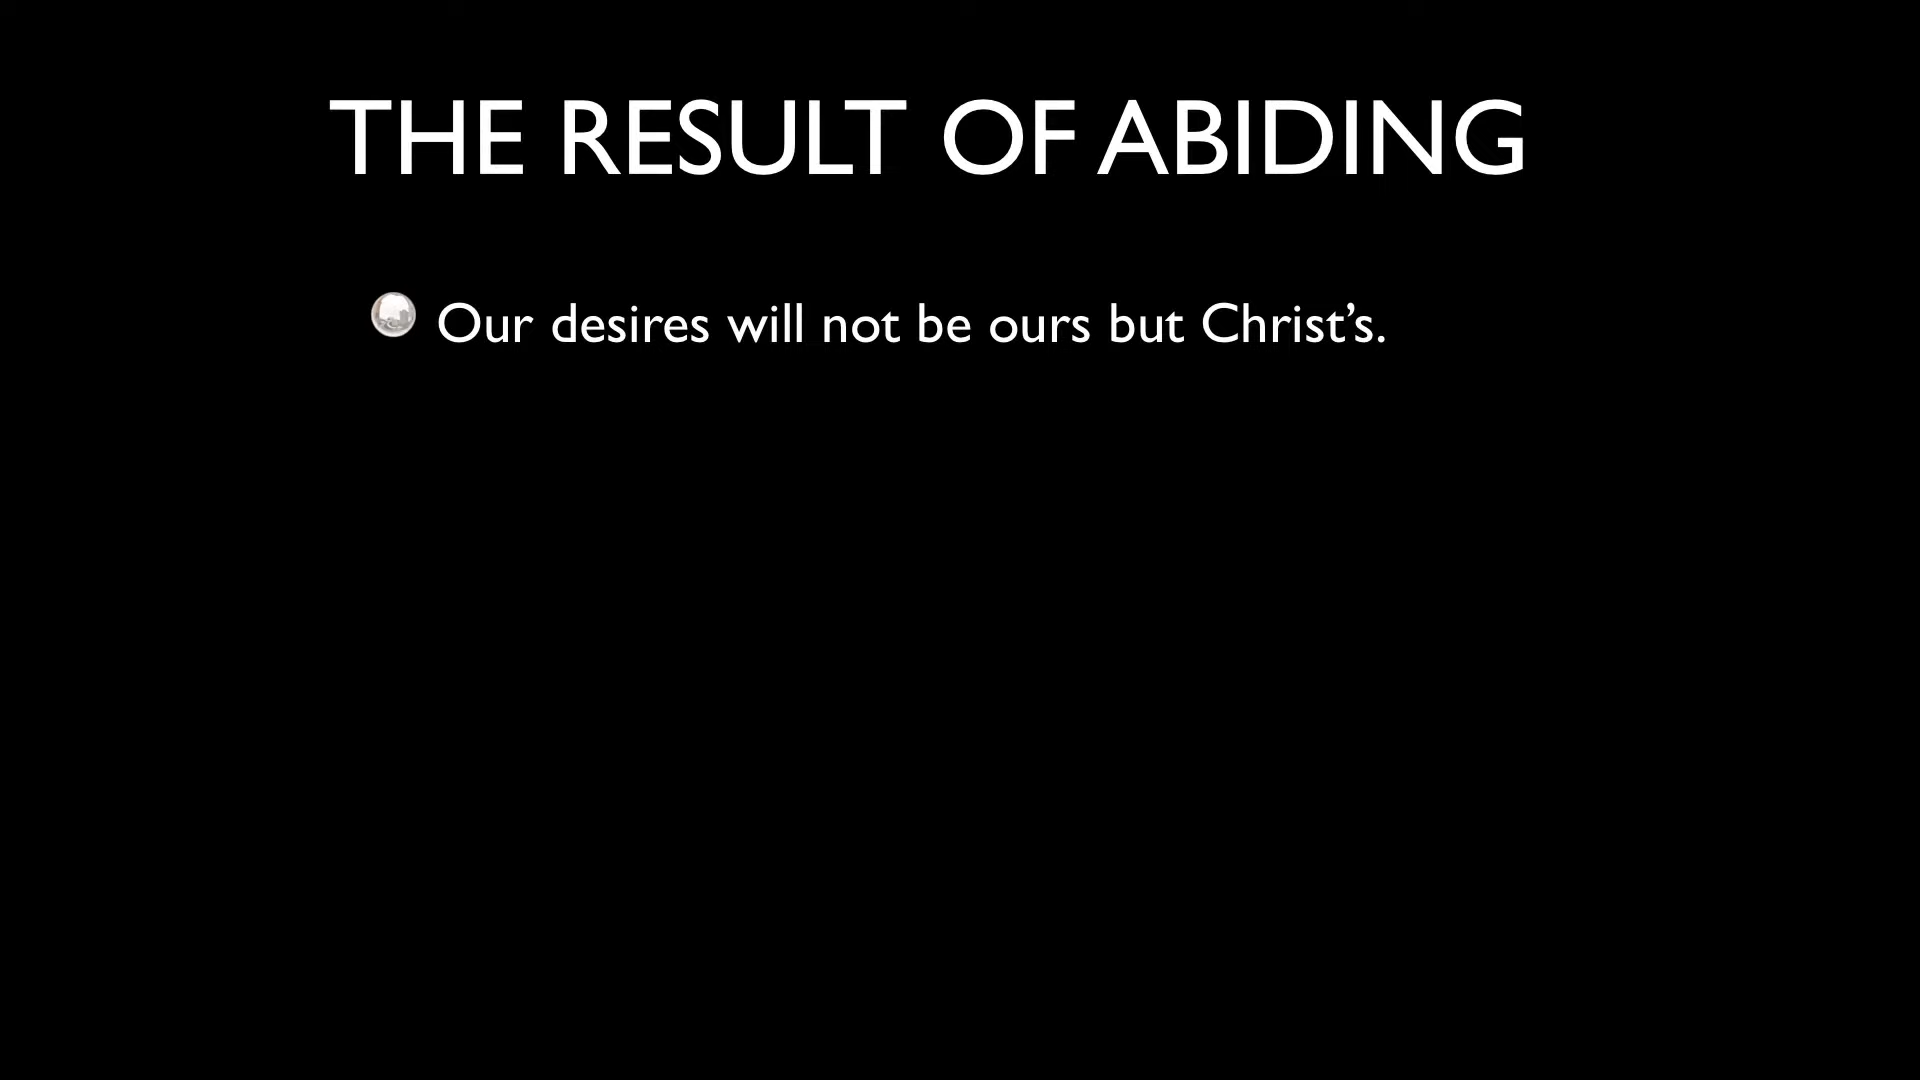 THE RESULT OF ABIDING
Our desires will not be ours but Christ’s.